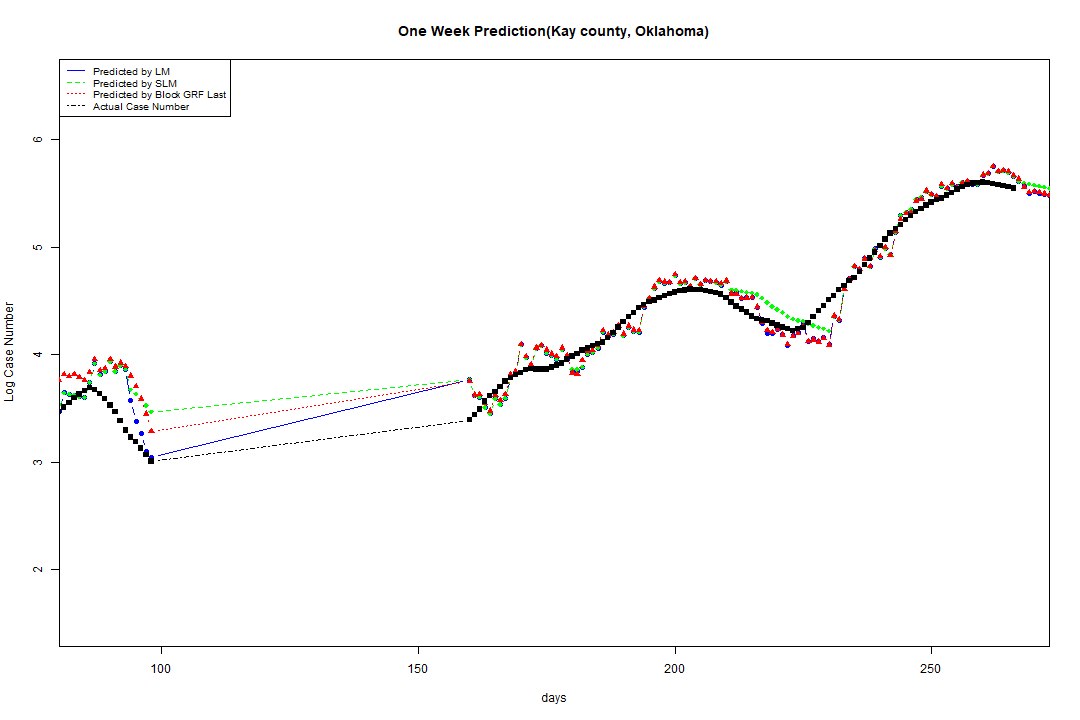 One Week Prediction(Kay county, Oklahoma)
Predicted by LM
Predicted by SLM
Predicted by Block GRF Last
Actual Case Number
Log Case Number
6
5
4
3
2
100 150 200 250
days